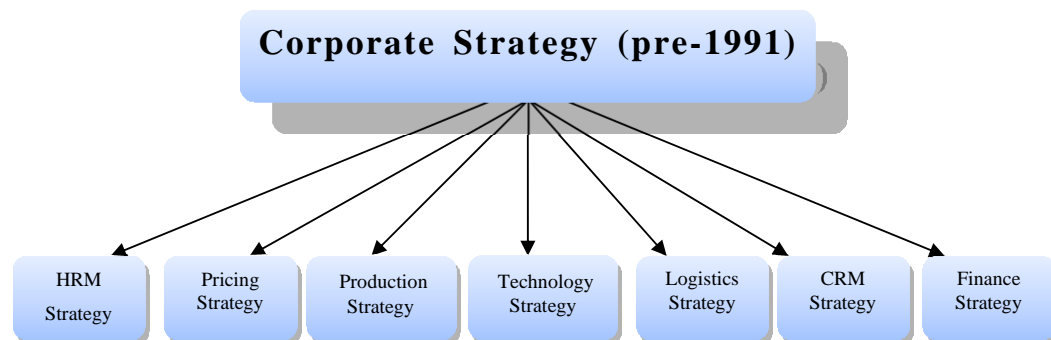 Corporate Strategy (pre-1991)
HRM
Strategy
Pricing
Strategy
Production
Strategy
Technology
Strategy
Logistics
Strategy
CRM
Strategy
Finance
Strategy